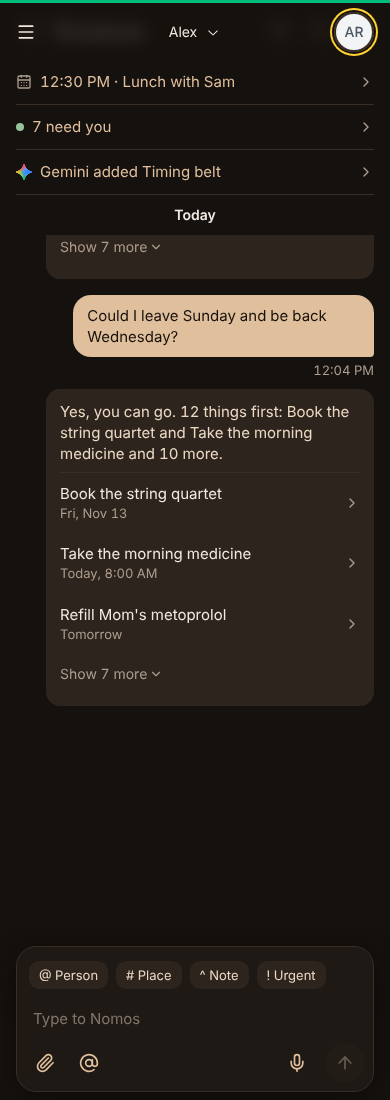 Alex
AR
12:30 PM · Lunch with Sam
7 need you
Gemini added Timing belt
Today
Show 7 more
Could I leave Sunday and be back
Wednesday?
12:04 PM
Yes, you can go. 12 things first: Book the
string quartet and Take the morning
medicine and 10 more.
Book the string quartet
Fri, Nov 13
Take the morning medicine
Today, 8:00 AM
Refill Mom's metoprolol
Tomorrow
Show 7 more
@ Person
# Place
^ Note
! Urgent
Type to Nomos